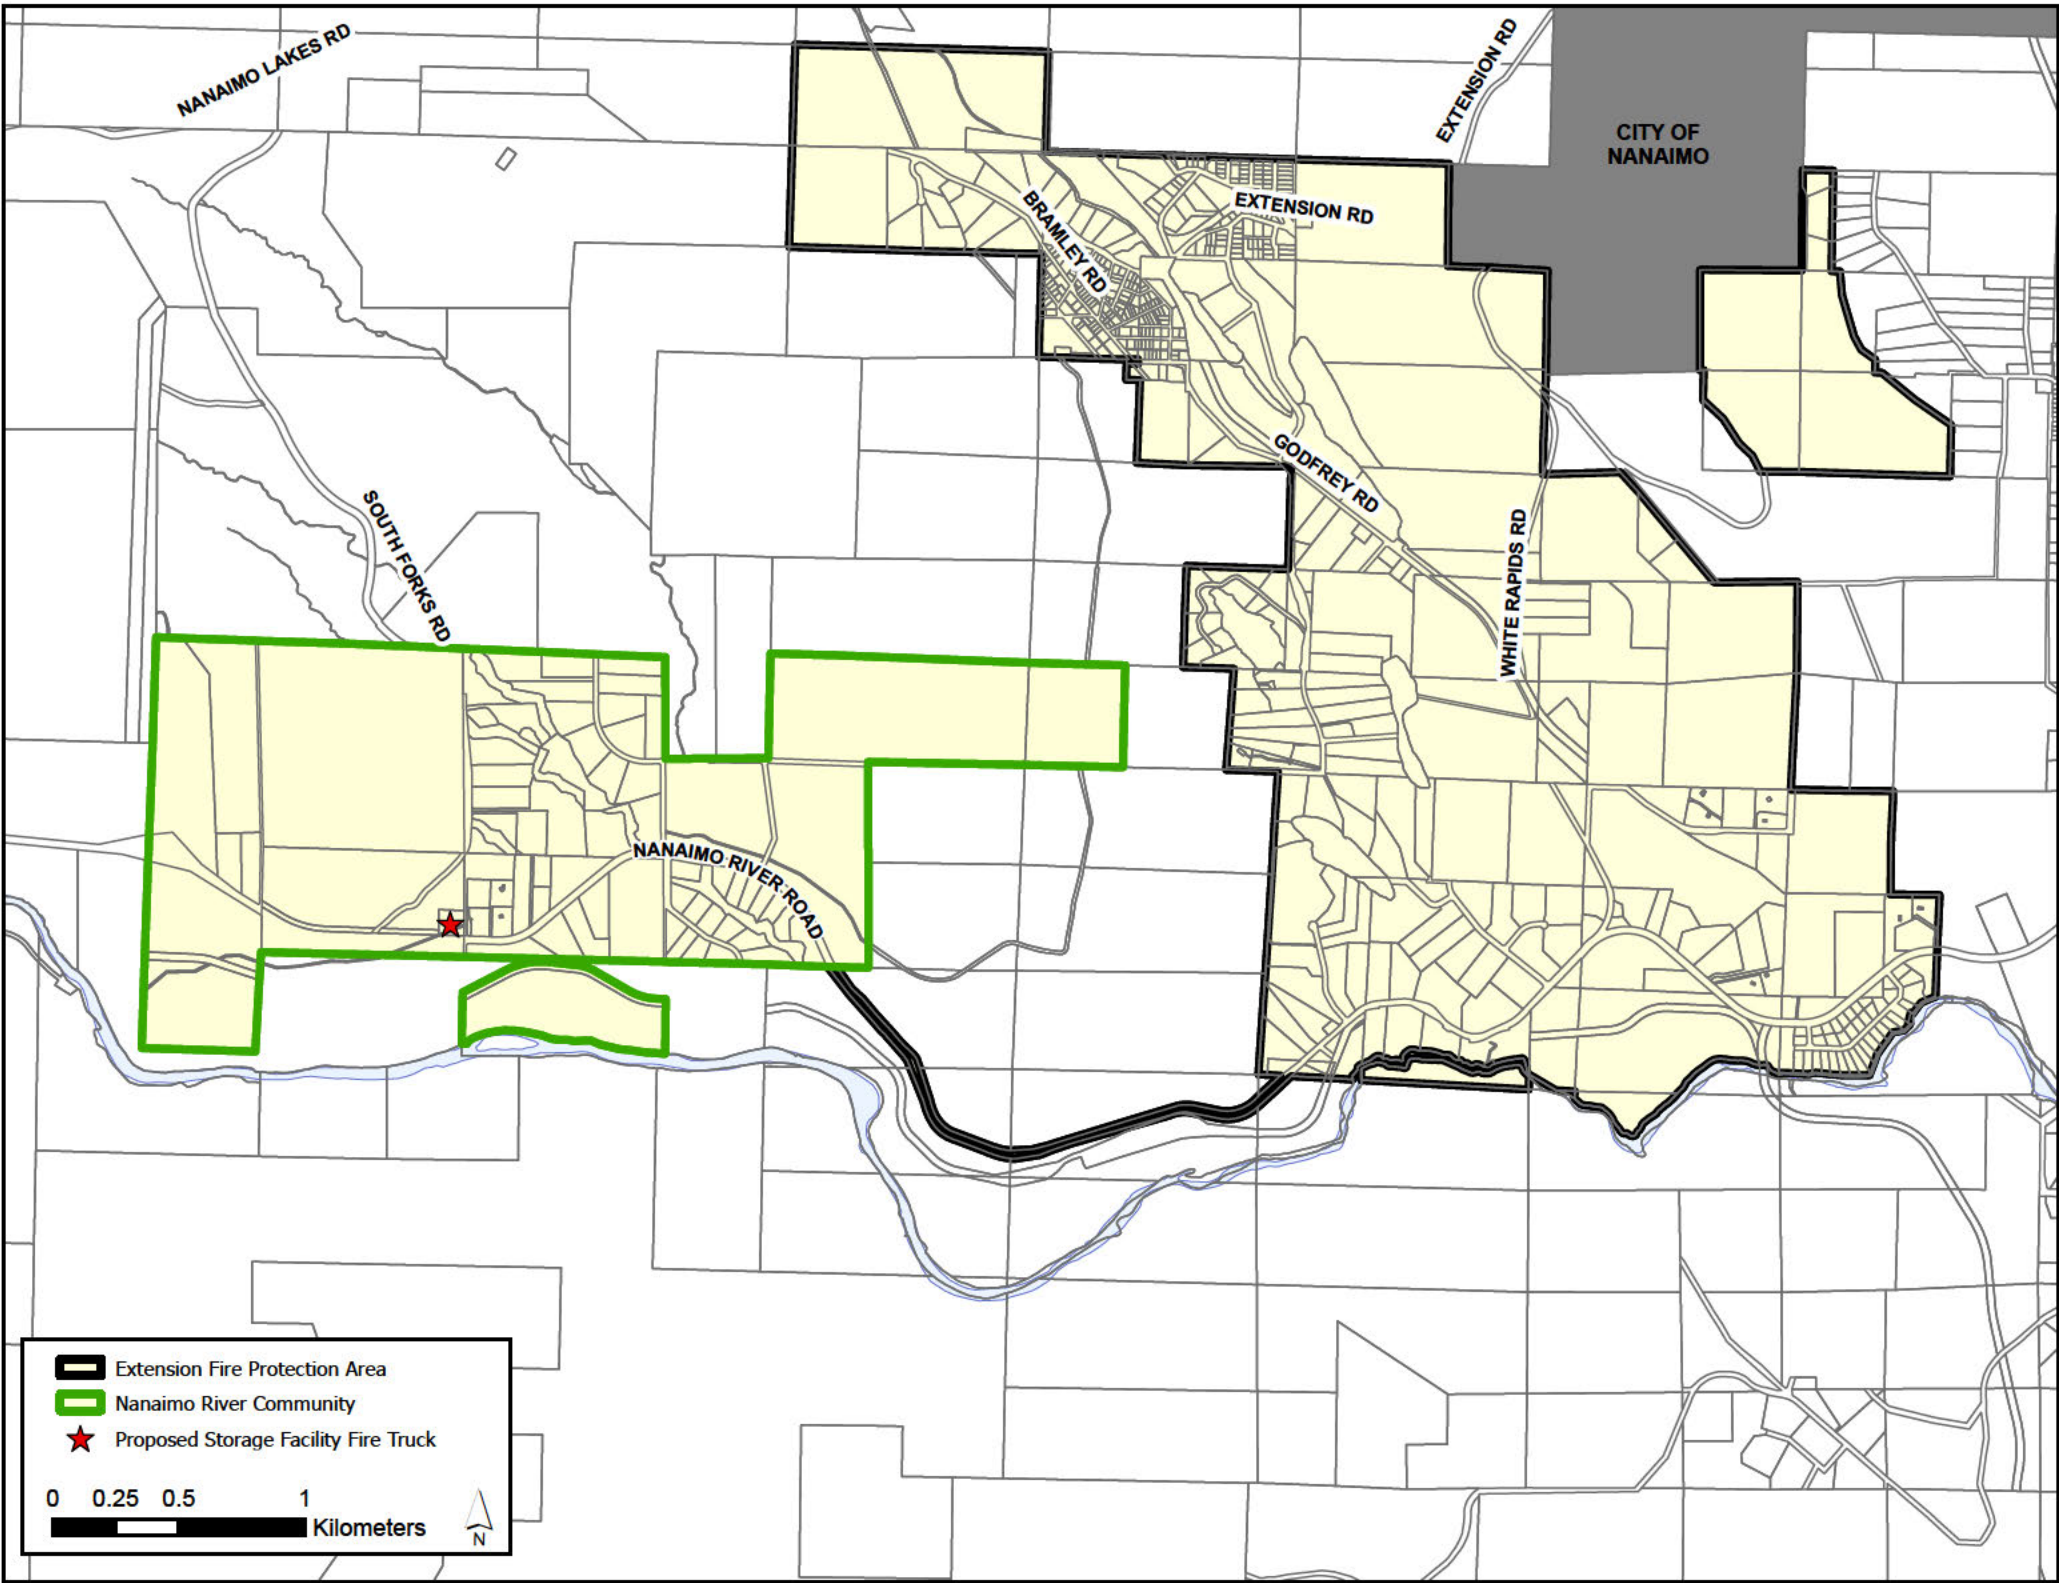 NANAIMO LAKES RD
EXTENSION RD
CITY OF
NANAIMO
BRAMLEY RD
EXTENSION RD
GODFREY RD
SOUTH FORKS RD
WHITE RAPIDS RD
NANAIMO RIVER ROAD
Extension Fire Protection Area
Nanaimo River Community
Proposed Storage Facility Fire Truck
0 0.25 0.5 1
Kilometers
N